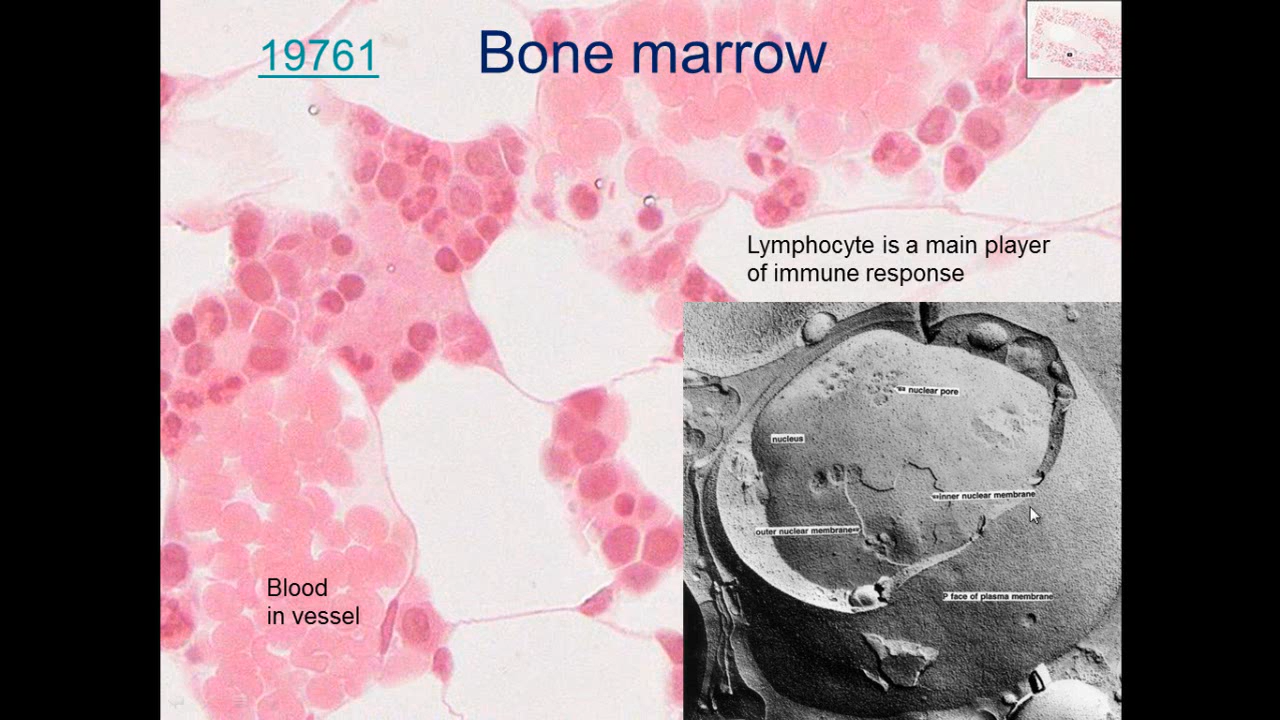 19761
Bone marrow
Lymphocyte is a main player
of immune response
nuclear pore
nucleus
inner nuclear membrane
outer nuclear membrane
P face of plasma membrane
Blood
in vessel